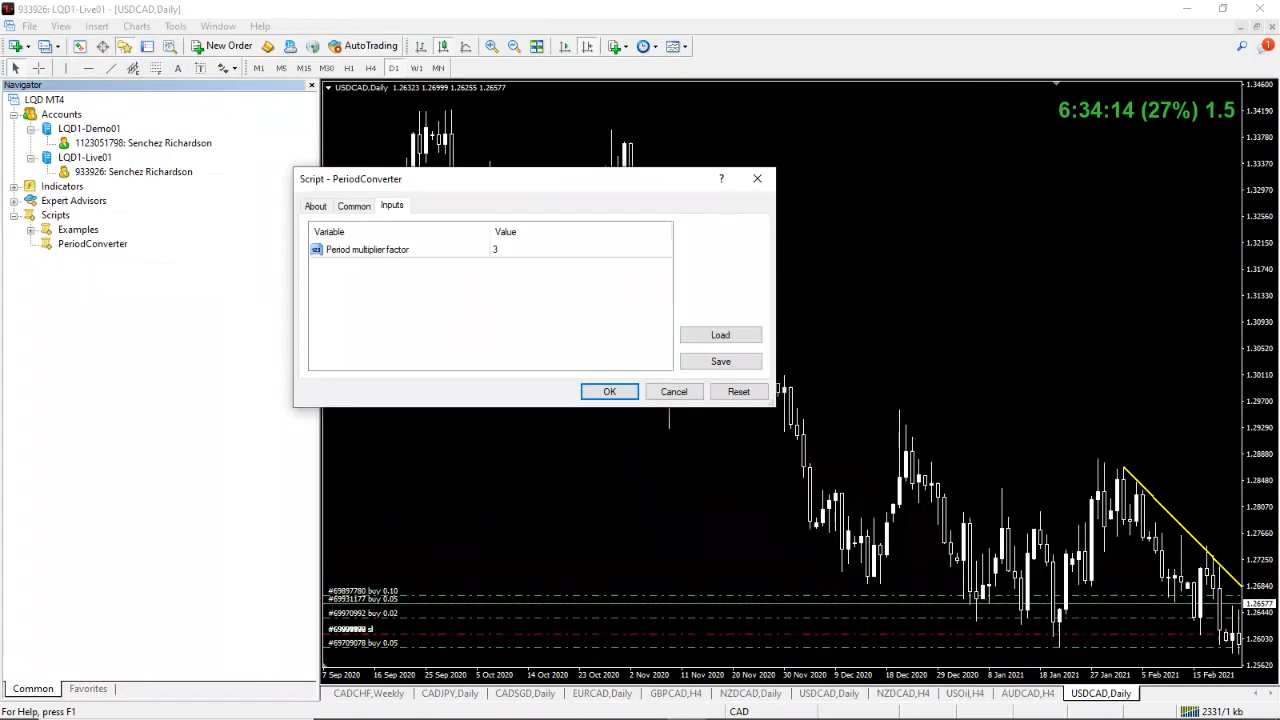 933926: LQD1-Live01 - [USDCAD,Daily]
File View Insert Charts Tools Window Help
New Order AutoTrading 1
A T M1 M5 M15 M30 H1 H4 D1 W1 MN
Navigator
LQD MT4
Accounts
LQD1-Demo01
1123051798: Senchez Richardson
LQD1-Live01
933926: Senchez Richardson
Indicators
Expert Advisors
Scripts
Examples
PeriodConverter
Common Favorites
USDCAD,Daily 1.26323 1.26999 1.26255 1.26577
6:34:14 (27%) 1.5
Script - PeriodConverter ?
About Common Inputs
Variable Value
Period multiplier factor 3
Load
Save
OK Cancel Reset
1.34600
1.34190
1.33765
1.33370
1.32970
1.32560
1.32150
1.31740
1.31330
1.30930
1.30520
1.30110
1.29700
1.29290
1.28880
1.28480
1.28070
1.27660
1.27250
1.26840
1.26577
1.26440
1.26030
1.25620
#69897780 buy 0.10
#69931177 buy 0.05
#69970992 buy 0.02
#69709078 buy 0.05
7 Sep 2020 16 Sep 2020 25 Sep 2020 5 Oct 2020 14 Oct 2020 23 Oct 2020 2 Nov 2020 11 Nov 2020 20 Nov 2020 30 Nov 2020 9 Dec 2020 18 Dec 2020 29 Dec 2020 8 Jan 2021 18 Jan 2021 27 Jan 2021 5 Feb 2021 15 Feb 2021
CADCHF,Weekly CADJPY,Daily CADSGD,Daily EURCAD,Daily GBPCAD,H4 NZDCAD,Daily USDCAD,Daily NZDCAD,H4 USOil,H4 AUDCAD,H4 USDCAD,Daily
For Help, press F1 CAD 2331/1 kb